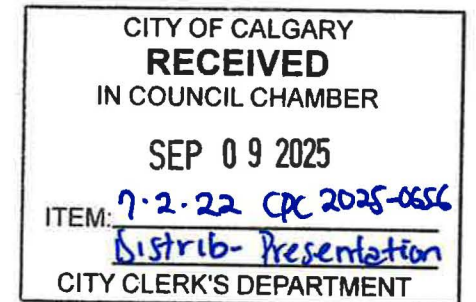 CITY OF CALGARY
RECEIVED
IN COUNCIL CHAMBER
SEP 09 2025
ITEM: 7.2.22 CPC 2025-0656
Distrib- Presentation
CITY CLERK'S DEPARTMENT